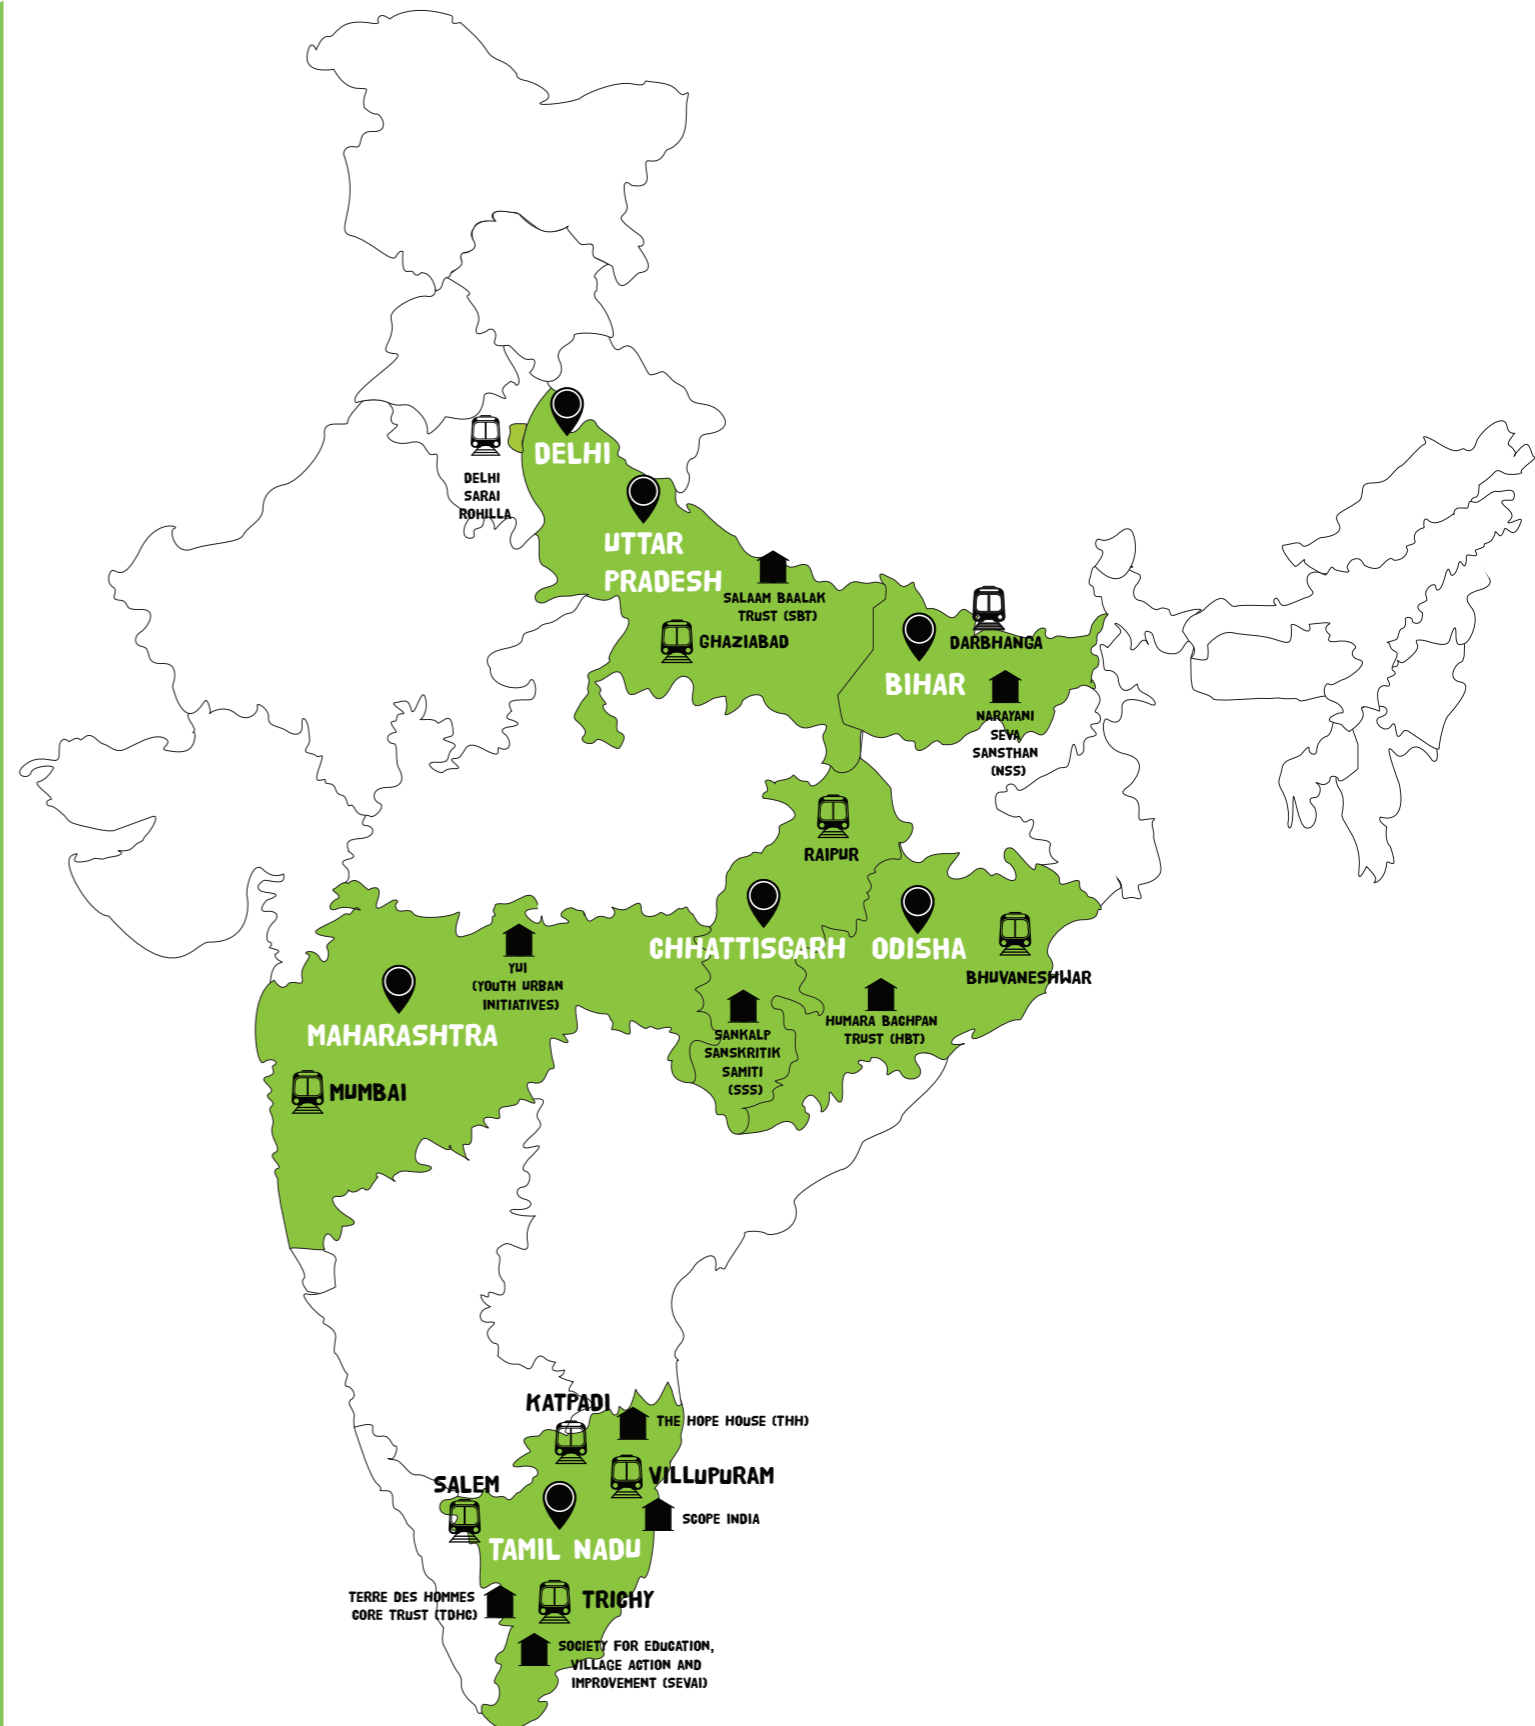 DELHI
DELHI
SARAI
ROHILLA
UTTAR
PRADESH
SALAAM BAALAK
TRUST (SBT)
GHAZIABAD
DARBHANGA
BIHAR
NARAYANI
SEVA
SANSTHAN
(NSS)
RAIPUR
CHHATTISGARH
ODISHA
BHUVANESHWAR
YUI
(YOUTH URBAN
INITIATIVES)
MAHARASHTRA
HUMARA BACHPAN
TRUST (HBT)
SANKALP
SANSKRITIK
SAMITI
(SSS)
MUMBAI
KATPADI
THE HOPE HOUSE (THH)
VILLUPURAM
SALEM
SCOPE INDIA
TAMIL NADU
TERRE DES HOMMES
CORE TRUST (TDHC)
TRICHY
SOCIETY FOR EDUCATION,
VILLAGE ACTION AND
IMPROVEMENT (SEVAI)